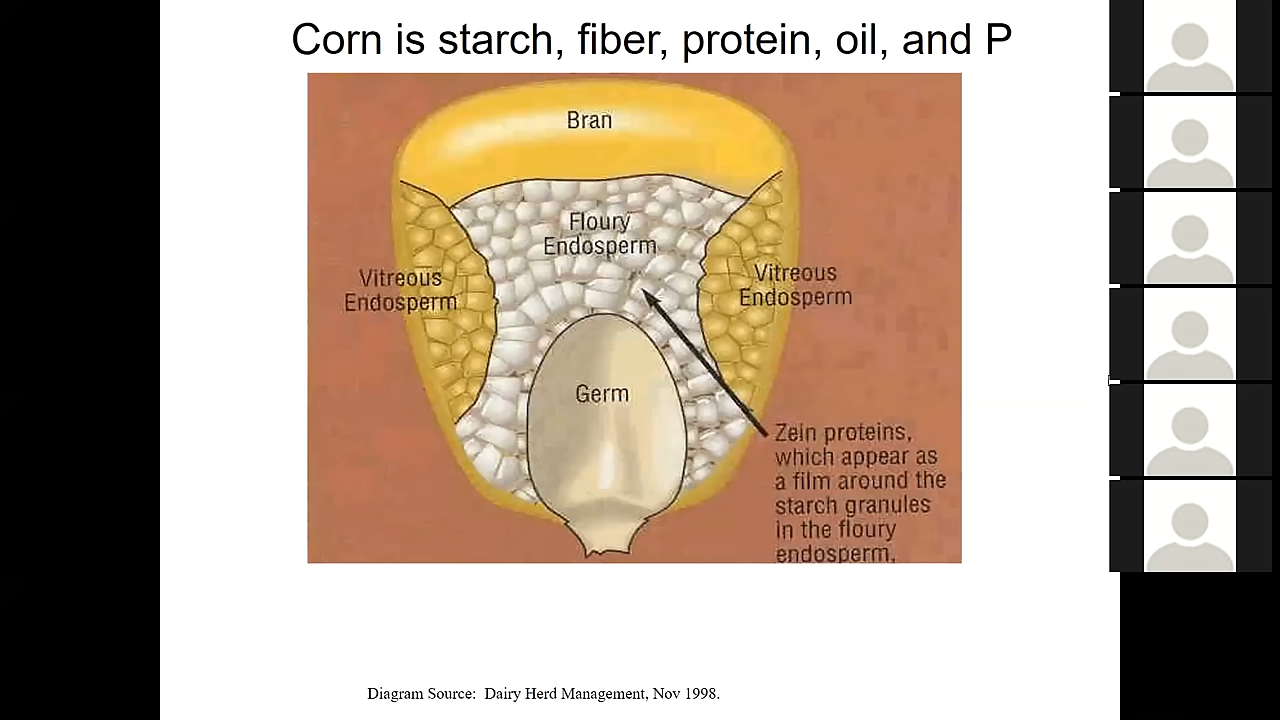 Corn is starch, fiber, protein, oil, and P
Bran
Floury
Endosperm
Vitreous
Endosperm
Vitreous
Endosperm
Germ
Zein proteins,
which appear as
a film around the
starch granules
in the floury
endosperm,
Diagram Source:  Dairy Herd Management, Nov 1998.